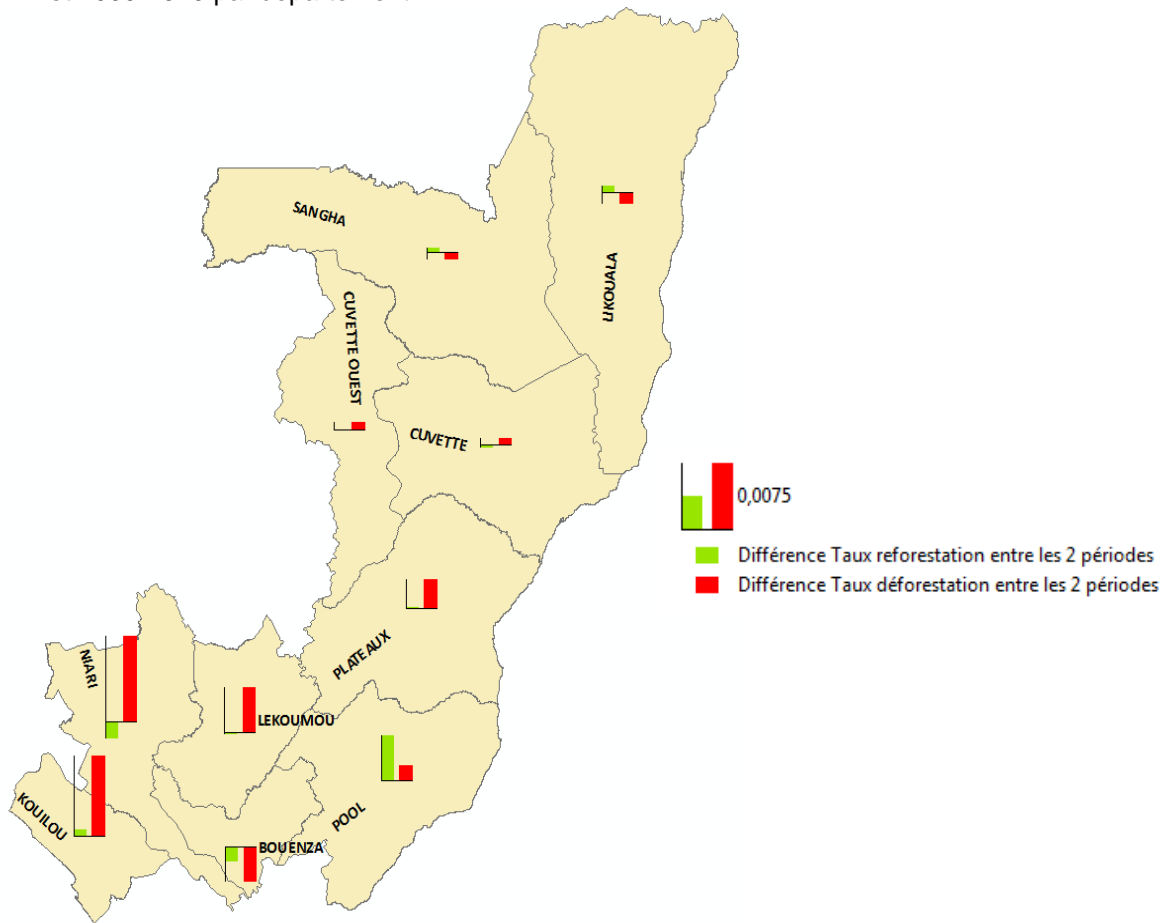 SANGHA
LIKOUALA
CUVETTE OUEST
CUVETTE
0,0075
Différence Taux reforestation entre les 2 périodes
Différence Taux déforestation entre les 2 périodes
PLATEAUX
NIARI
LEKOUMOU
KOUILOU
POOL
BOUENZA